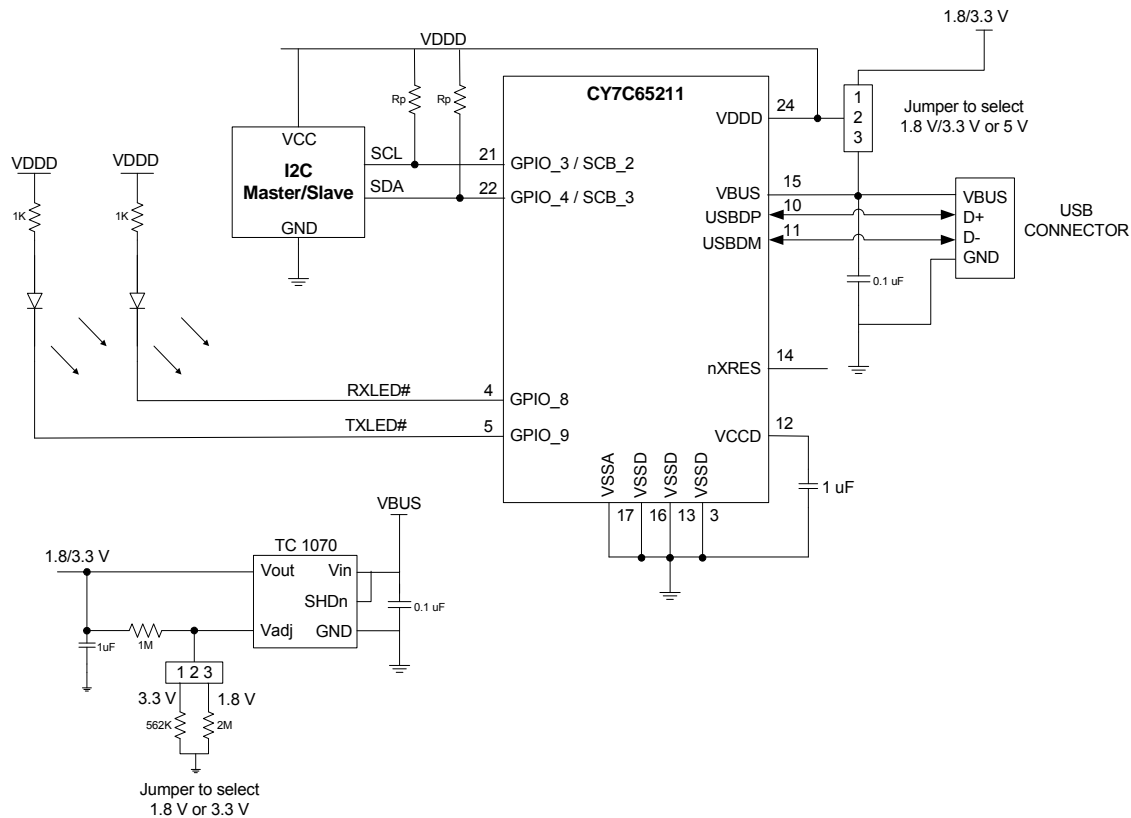 1.8/3.3 V
VDDD
CY7C65211
Rp
Rp
VDDD
24
1
2
3
Jumper to select
1.8 V/3.3 V or 5 V
VCC
I2C
Master/Slave
GND
SCL
SDA
21
22
GPIO_3 / SCB_2
GPIO_4 / SCB_3
VDDD
VDDD
1K
1K
VBUS
15
USBDP
10
USBDM
11
VBUS
D+
D-
GND
USB
CONNECTOR
0.1 uF
nXRES
14
RXLED#
4
GPIO_8
TXLED#
5
GPIO_9
VCCD
12
1 uF
VSSA
VSSD
VSSD
VSSD
17
16
13
3
VBUS
TC 1070
1.8/3.3 V
Vout
Vin
SHDn
Vadj
GND
0.1 uF
1uF
1M
1 2 3
3.3 V
1.8 V
562K
2M
Jumper to select
1.8 V or 3.3 V